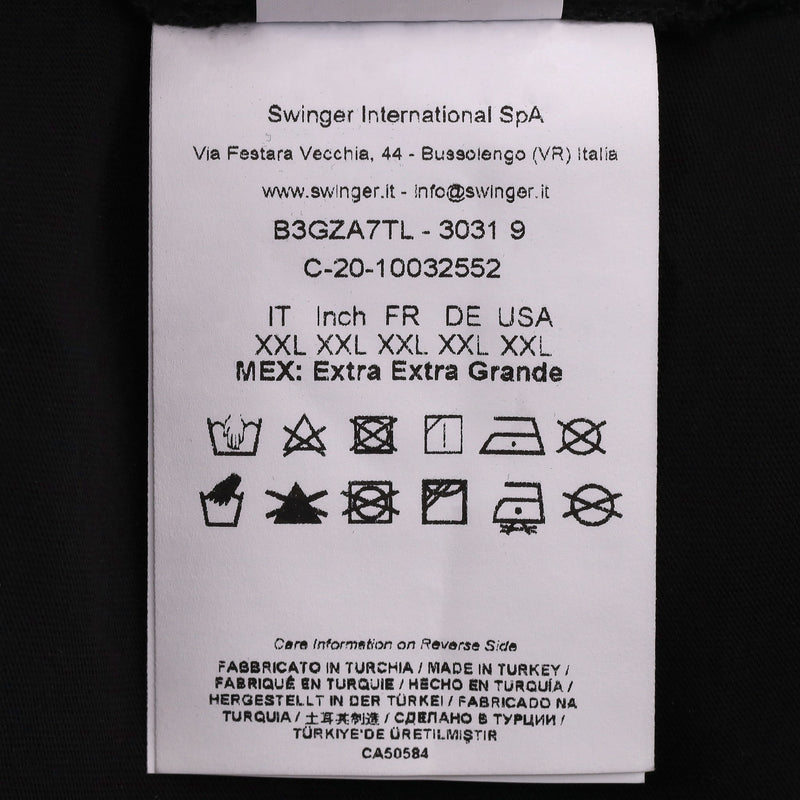 Swinger International SpA
Via Festara Vecchia, 44 - Bussolengo (VR) Italia
www.swinger.it - info@swinger.it
B3GZA7TL - 3031 9
C-20-10032552
IT Inch FR DE USA
XXL XXL XXL XXL XXL
MEX: Extra Extra Grande
Care Information on Reverse Side
FABBRICATO IN TURCHIA / MADE IN TURKEY /
FABRIQUÉ EN TURQUIE / HECHO EN TURQUÍA /
HERGESTELLT IN DER TÜRKEI / FABRICADO NA
TURQUIA / 土耳其制造 / СДЕЛАНО В ТУРЦИИ /
TÜRKİYE'DE ÜRETILMIŞTIR
CA50584